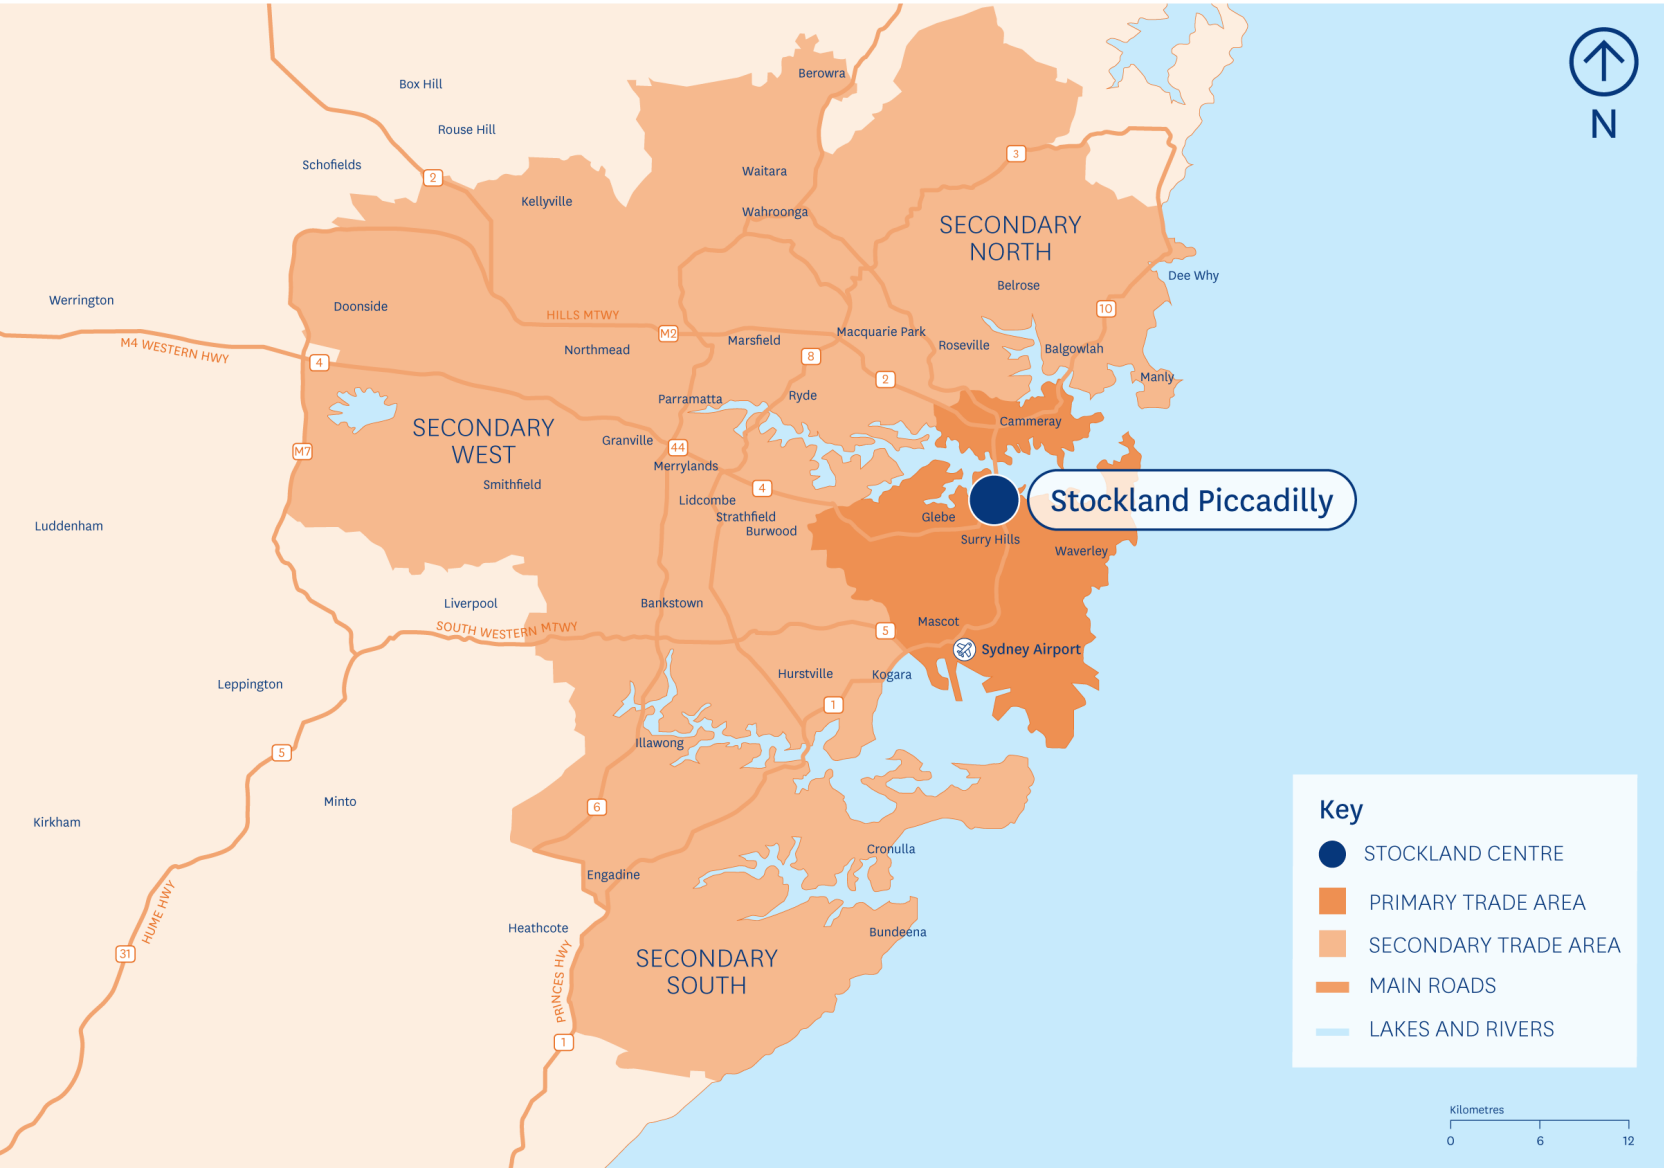 N
Box Hill
Berowra
Rouse Hill
Schofields
3
2
Waitara
Kellyville
Wahroonga
SECONDARY
NORTH
Dee Why
Belrose
Werrington
Doonside
10
HILLS MTWY
M2
Macquarie Park
M4 WESTERN HWY
Northmead
Marsfield
Roseville
Balgowlah
8
4
2
Manly
Parramatta
Ryde
Cammeray
SECONDARY
WEST
Granville
44
M7
Merrylands
Smithfield
4
Lidcombe
Stockland Piccadilly
Strathfield
Glebe
Luddenham
Burwood
Surry Hills
Waverley
Liverpool
Bankstown
SOUTH WESTERN MTWY
Mascot
5
Sydney Airport
Hurstville
Kogara
Leppington
1
Illawong
5
Minto
6
Kirkham
Cronulla
Engadine
HUME HWY
Heathcote
Bundeena
31
PRINCES HWY
SECONDARY
SOUTH
1
Key
STOCKLAND CENTRE
PRIMARY TRADE AREA
SECONDARY TRADE AREA
MAIN ROADS
LAKES AND RIVERS
Kilometres
0 6 12